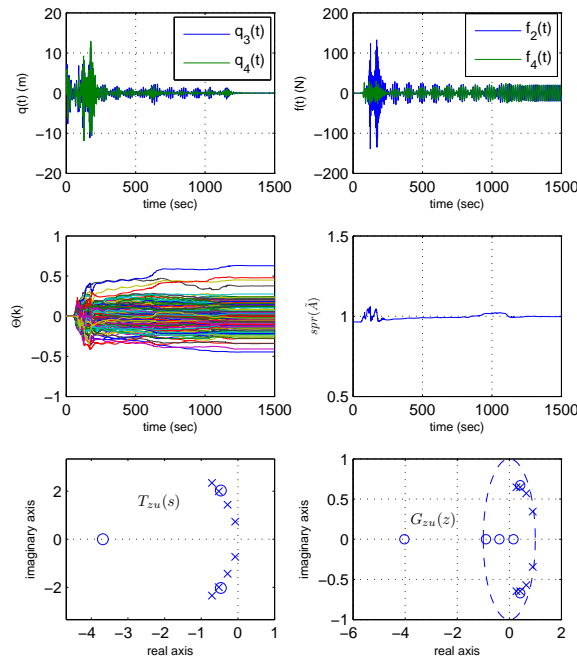 20
10
0
−10
−20
0 500 1000 1500
q(t) (m)
time (sec)
q3(t)
q4(t)
200
100
0
−100
−200
0 500 1000 1500
f(t) (N)
time (sec)
f2(t)
f4(t)
1
0.5
0
−0.5
−1
0 500 1000 1500
Θ(k)
time (sec)
1.5
1
0.5
0 500 1000 1500
spr(Ã)
time (sec)
2
0
−2
−4 −3 −2 −1 0 1
imaginary axis
real axis
Tzu(s)
1
0.5
0
−0.5
−1
−6 −4 −2 0 2
imaginary axis
real axis
Gzu(z)